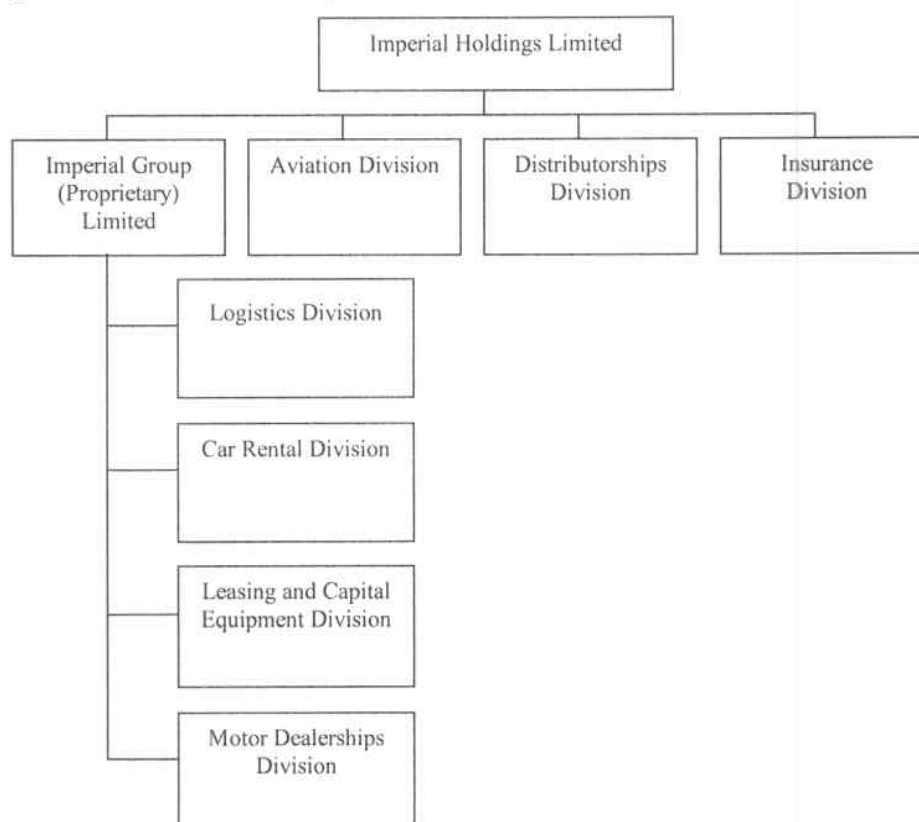 Imperial Holdings Limited
Imperial Group
(Proprietary)
Limited
Aviation Division
Distributorships
Division
Insurance
Division
Logistics Division
Car Rental Division
Leasing and Capital
Equipment Division
Motor Dealerships
Division